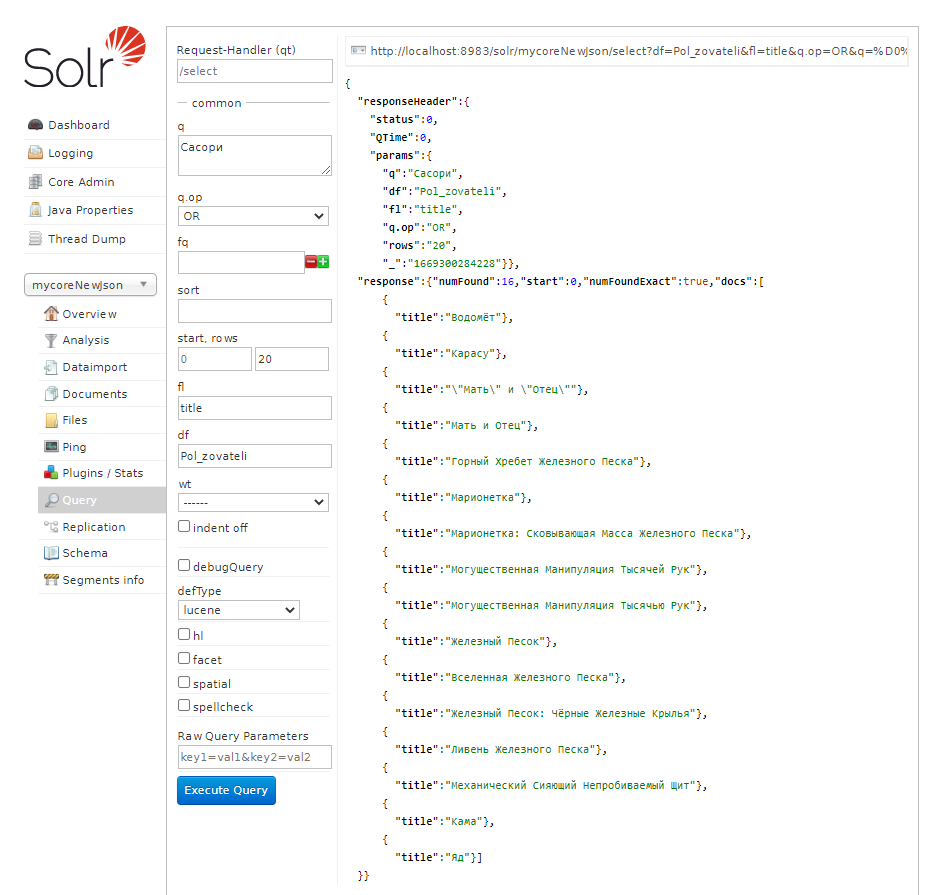 Solr
Dashboard
Logging
Core Admin
Java Properties
Thread Dump
mycoreNewJson
Overview
Analysis
Dataimport
Documents
Files
Ping
Plugins / Stats
Query
Replication
Schema
Segments info
Request-Handler (qt)
/select
common
q
Сасори
q.op
OR
fq
sort
start, rows
0 20
fl
title
df
Pol_zovateli
wt
------
indent off
debugQuery
defType
lucene
hl
facet
spatial
spellcheck
Raw Query Parameters
key1=val1&key2=val2
Execute Query
http://localhost:8983/solr/mycoreNewJson/select?df=Pol_zovateli&fl=title&q.op=OR&q=%D0%
{
"responseHeader":{
"status":0,
"QTime":0,
"params":{
"q":"Сасори",
"df":"Pol_zovateli",
"fl":"title",
"q.op":"OR",
"rows":"20",
"_":"1669300284228"}},
"response":{"numFound":16,"start":0,"numFoundExact":true,"docs":[
{
"title":"Водомёт"},
{
"title":"Карасу"},
{
"title":"\"Мать\" и \"Отец\""},
{
"title":"Мать и Отец"},
{
"title":"Горный Хребет Железного Песка"},
{
"title":"Марионетка"},
{
"title":"Марионетка: Сковывающая Масса Железного Песка"},
{
"title":"Могущественная Манипуляция Тысячей Рук"},
{
"title":"Могущественная Манипуляция Тысячью Рук"},
{
"title":"Железный Песок"},
{
"title":"Вселенная Железного Песка"},
{
"title":"Железный Песок: Чёрные Железные Крылья"},
{
"title":"Ливень Железного Песка"},
{
"title":"Механический Сияющий Непробиваемый Щит"},
{
"title":"Кама"},
{
"title":"Яд"}]
}}